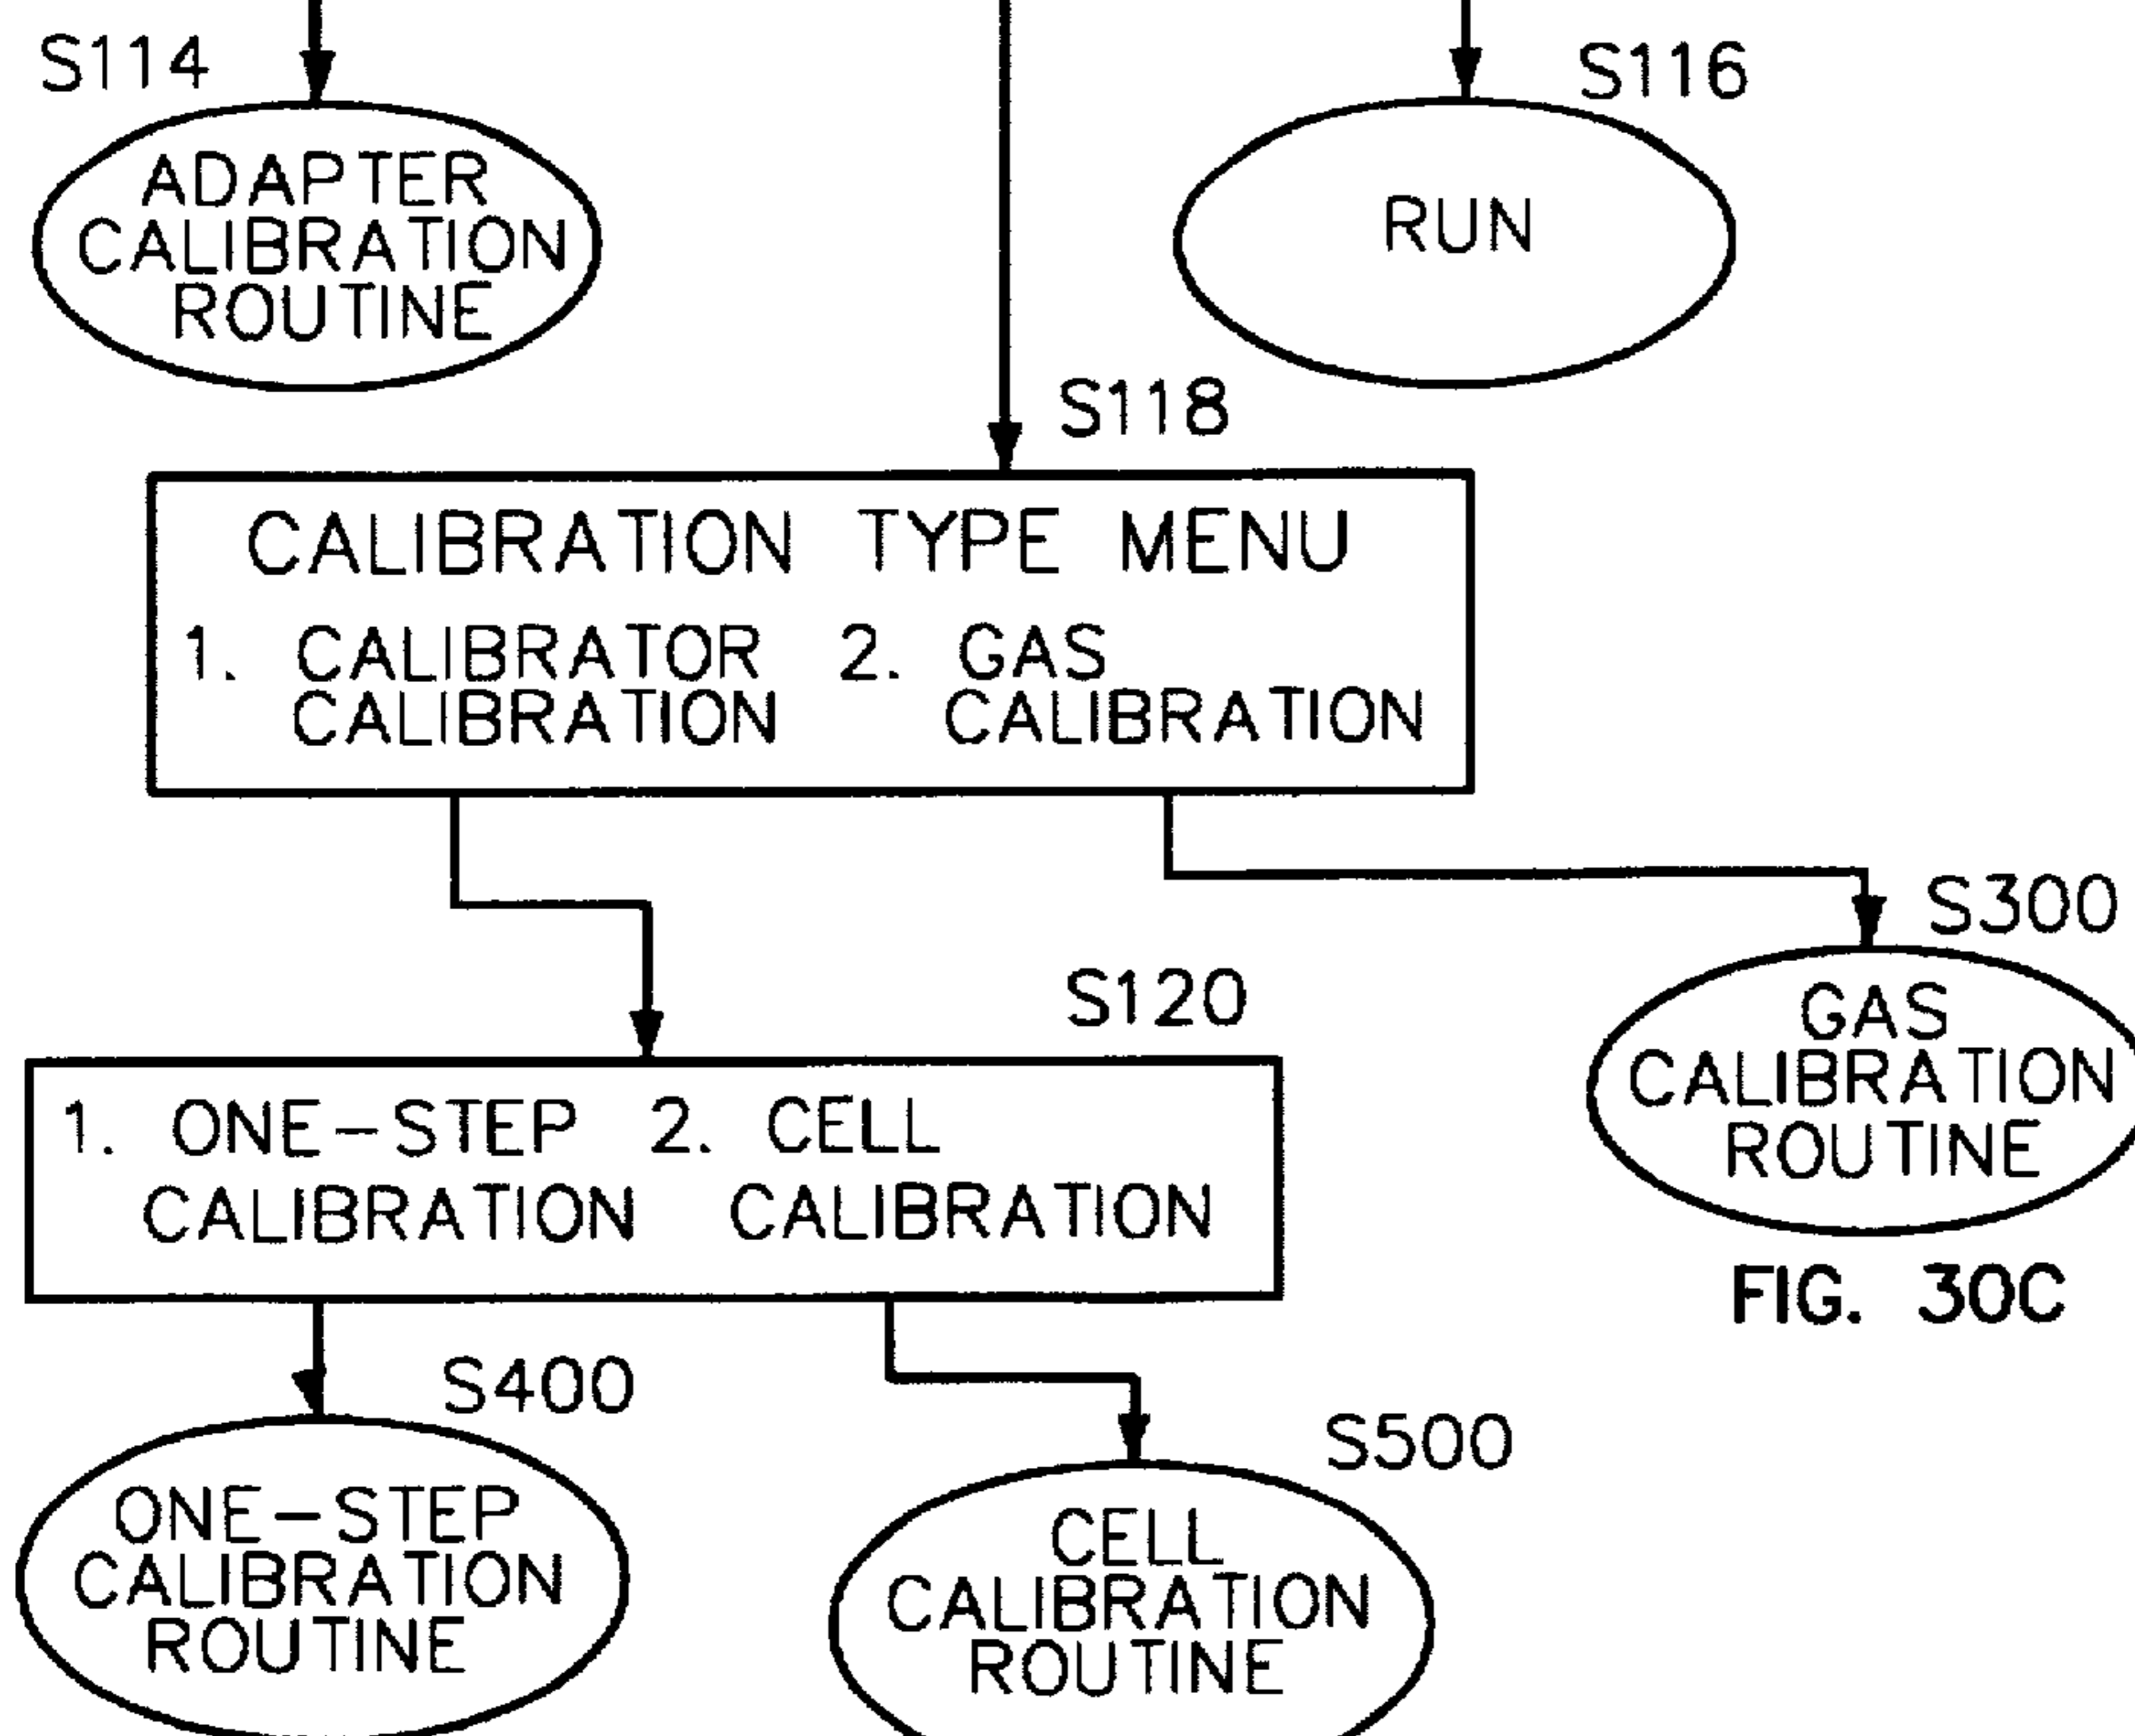 S114
ADAPTER
CALIBRATION
ROUTINE
S116
RUN
S118
CALIBRATION TYPE MENU
1. CALIBRATOR 2. GAS
CALIBRATION CALIBRATION
S300
GAS
CALIBRATION
ROUTINE
S120
1. ONE-STEP 2. CELL
CALIBRATION CALIBRATION
FIG. 30C
S400
ONE-STEP
CALIBRATION
ROUTINE
S500
CELL
CALIBRATION
ROUTINE